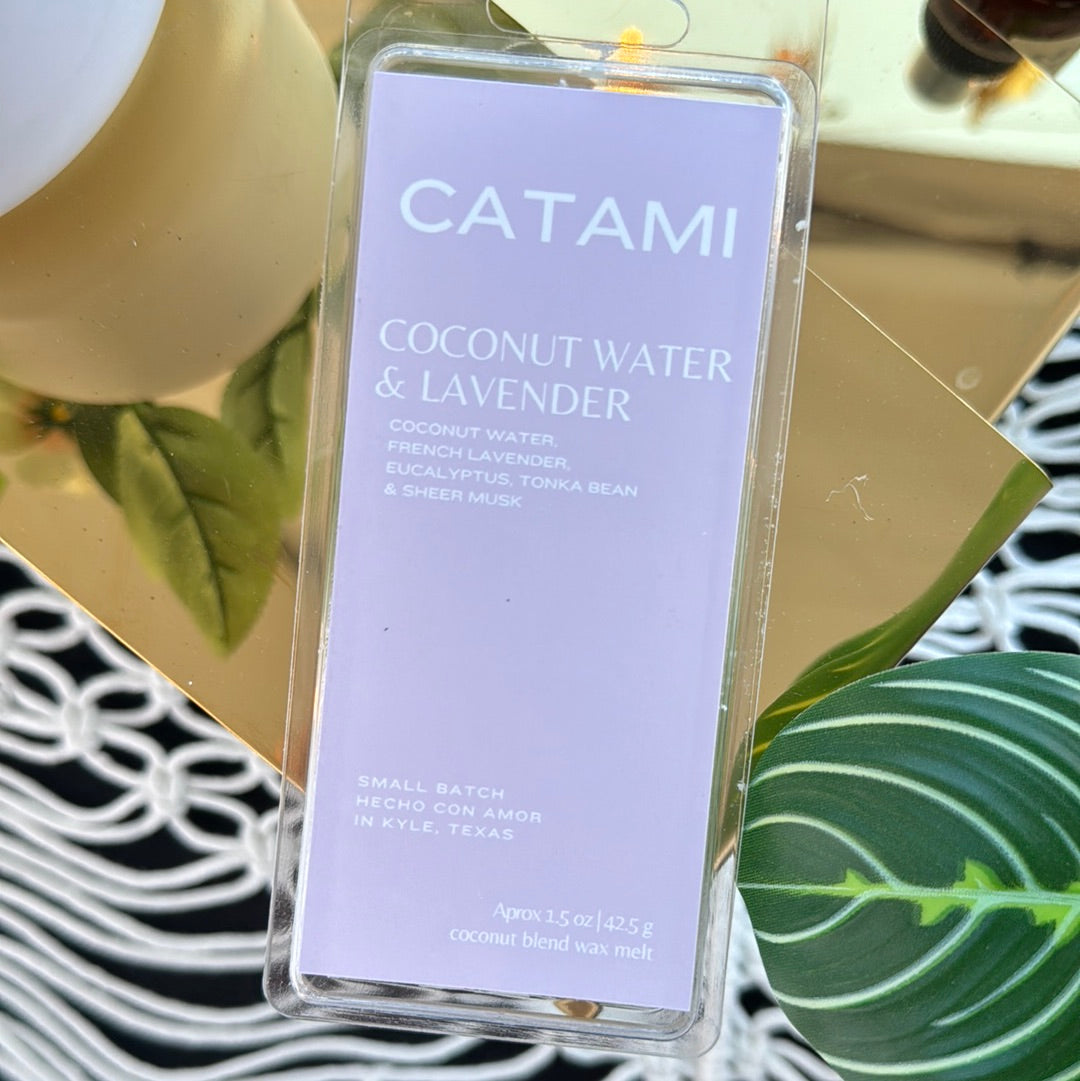 CATAMI
COCONUT WATER
& LAVENDER
COCONUT WATER,
FRENCH LAVENDER,
EUCALYPTUS, TONKA BEAN
& SHEER MUSK
SMALL BATCH
HECHO CON AMOR
IN KYLE, TEXAS
Aprox 1.5 oz | 42.5 g
coconut blend wax melt